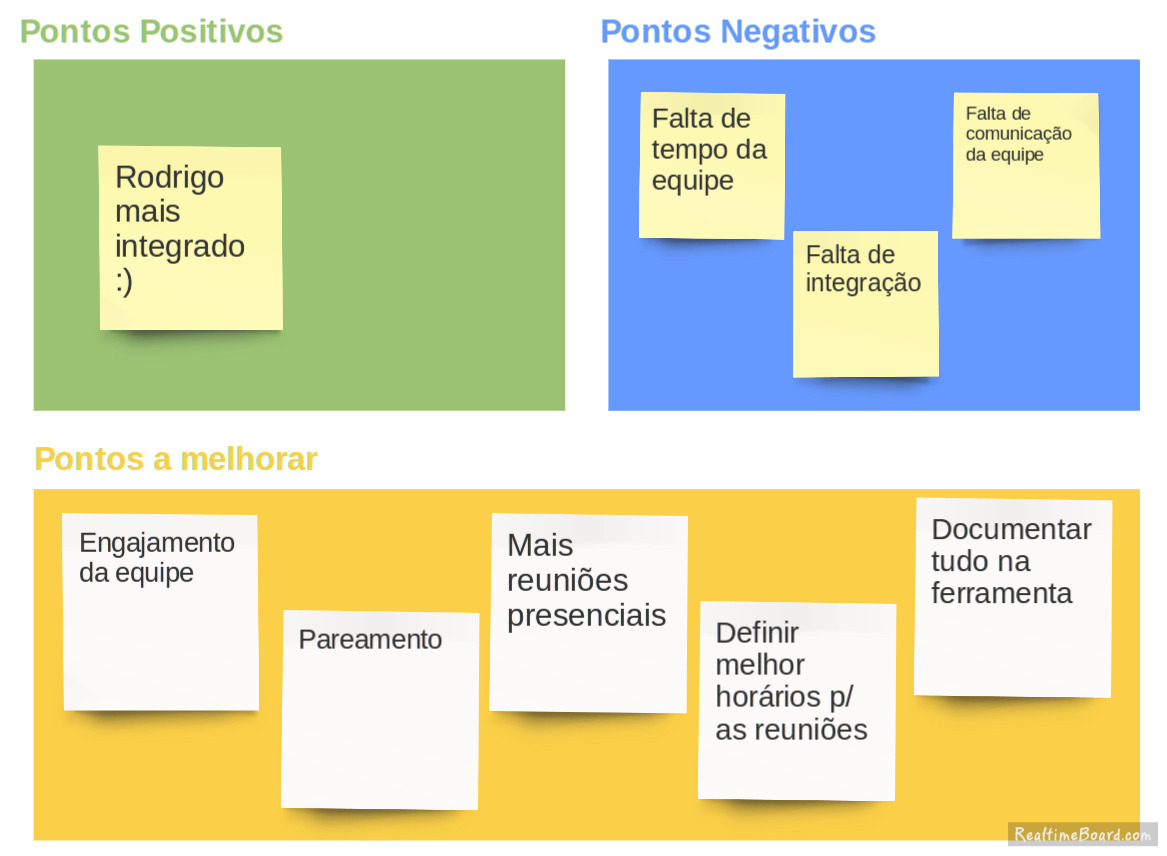 Pontos Positivos
Rodrigo
mais
integrado
:)
Pontos Negativos
Falta de
tempo da
equipe
Falta de
integração
Falta de
comunicação
da equipe
Pontos a melhorar
Engajamento
da equipe
Pareamento
Mais
reuniões
presenciais
Definir
melhor
horários p/
as reuniões
Documentar
tudo na
ferramenta
RealtimeBoard.com